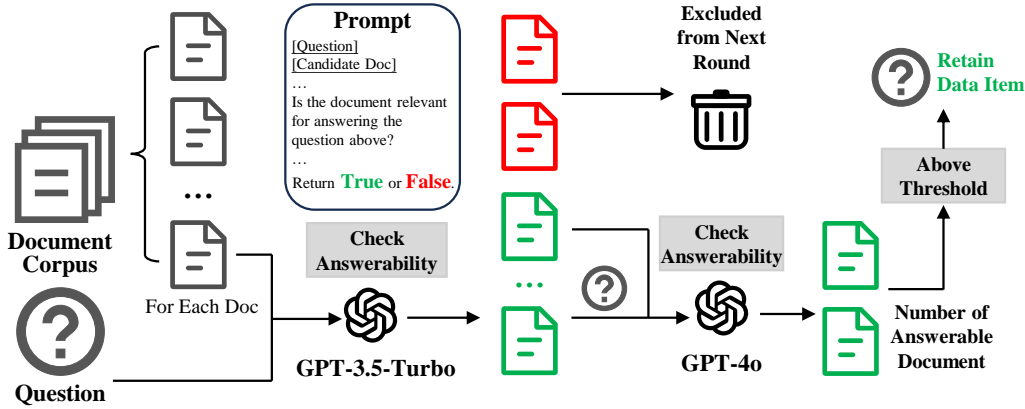 Document
Corpus
Question
...
For Each Doc
Prompt
[Question]
[Candidate Doc]
...
Is the document relevant
for answering the
question above?
...
Return True or False.
Check
Answerability
GPT-3.5-Turbo
Excluded
from Next
Round
...
Check
Answerability
GPT-4o
Retain
Data Item
Above
Threshold
Number of
Answerable
Document